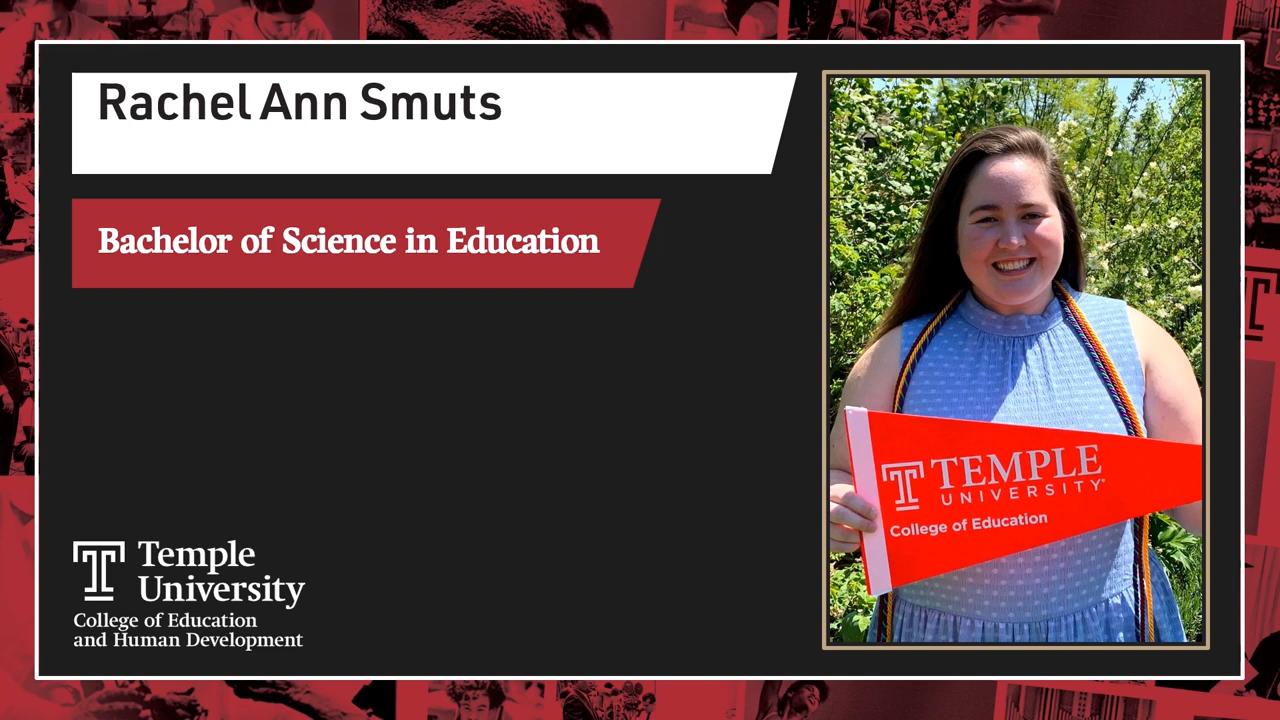 Rachel Ann Smuts
Bachelor of Science in Education
Temple
University
College of Education
and Human Development
TEMPLE
UNIVERSITY
College of Education